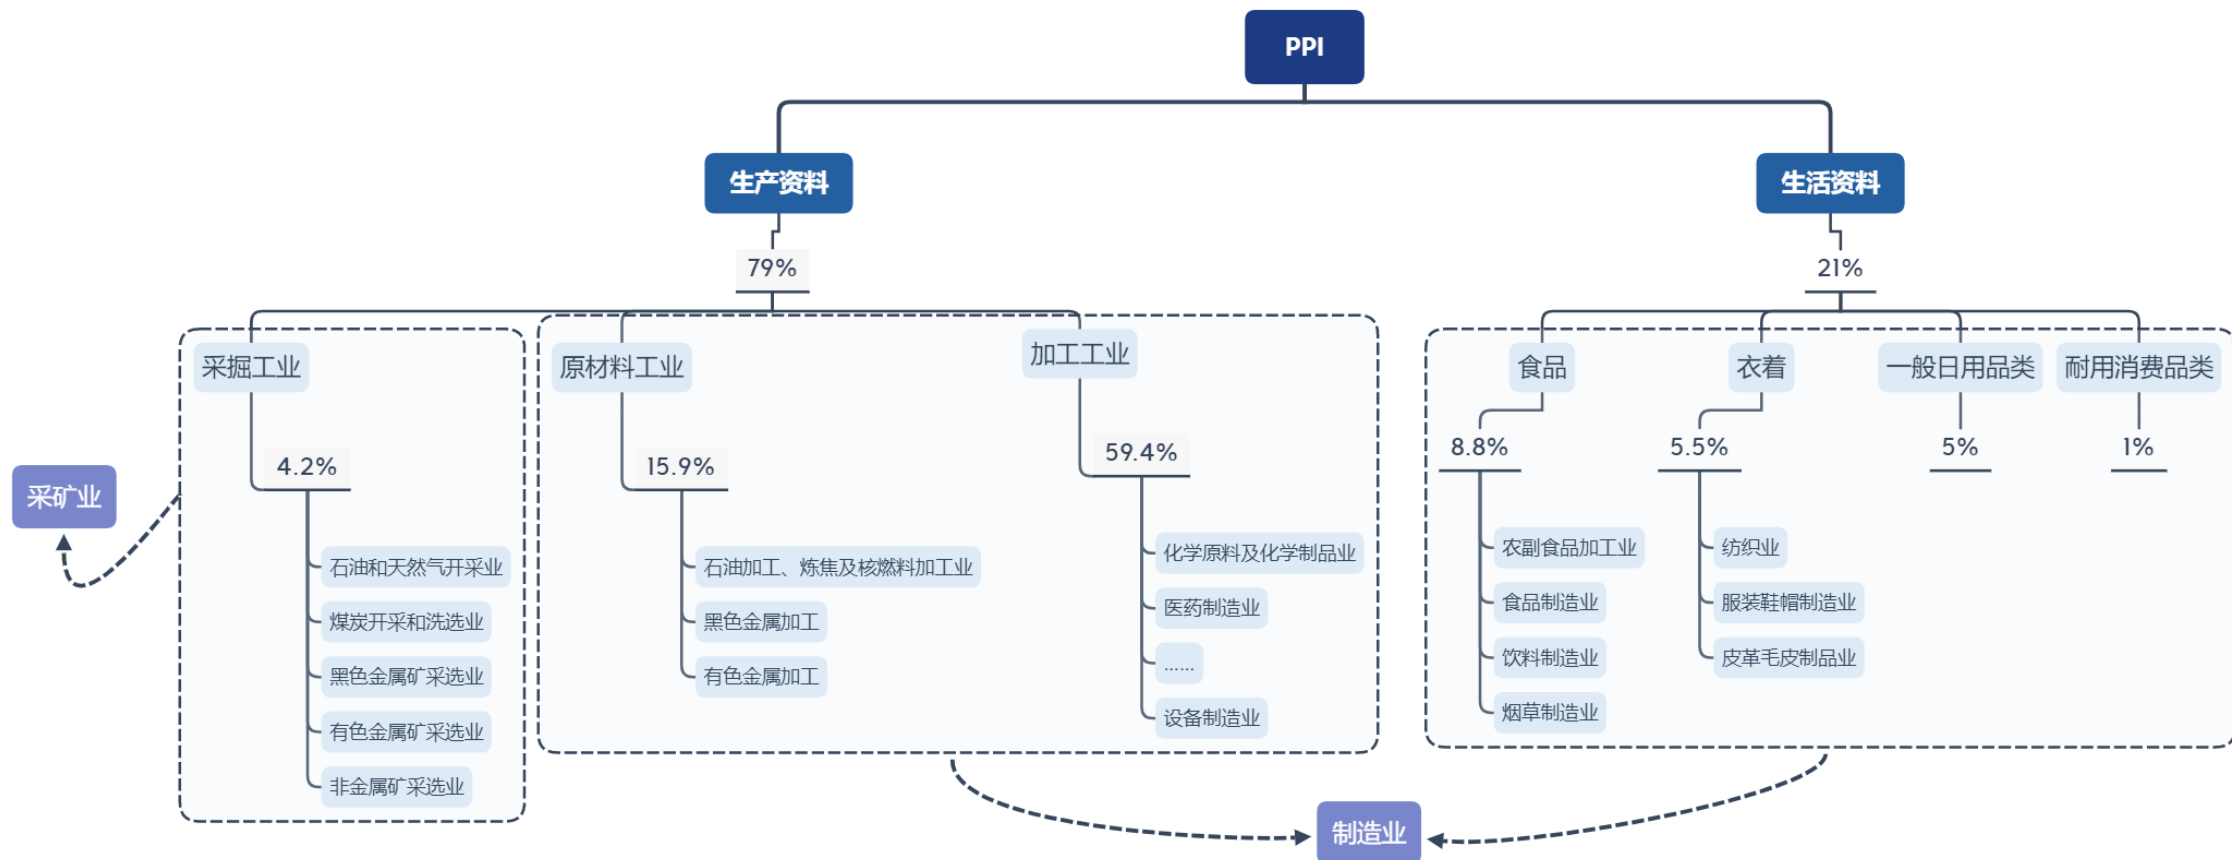 PPI
生产资料
生活资料
79%
21%
采掘工业
原材料工业
加工工业
食品
衣着
一般日用品类
耐用消费品类
4.2%
15.9%
59.4%
8.8%
5.5%
5%
1%
采矿业
石油和天然气开采业
煤炭开采和洗选业
黑色金属矿采选业
有色金属矿采选业
非金属矿采选业
石油加工、炼焦及核燃料加工业
黑色金属加工
有色金属加工
化学原料及化学制品业
医药制造业
......
设备制造业
农副食品加工业
食品制造业
饮料制造业
烟草制造业
纺织业
服装鞋帽制造业
皮革毛皮制品业
制造业